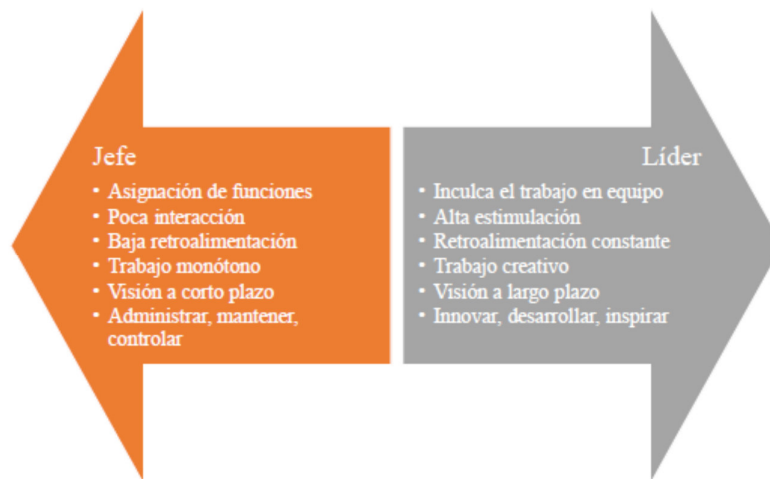 Jefe
• Asignación de funciones
• Poca interacción
• Baja retroalimentación
• Trabajo monótono
• Visión a corto plazo
• Administrar, mantener,
controlar
Líder
• Inculca el trabajo en equipo
• Alta estimulación
• Retroalimentación constante
• Trabajo creativo
• Visión a largo plazo
• Innovar, desarrollar, inspirar